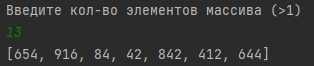 Введите кол-во элементов массива (>1)
13
[654, 916, 84, 42, 842, 412, 644]